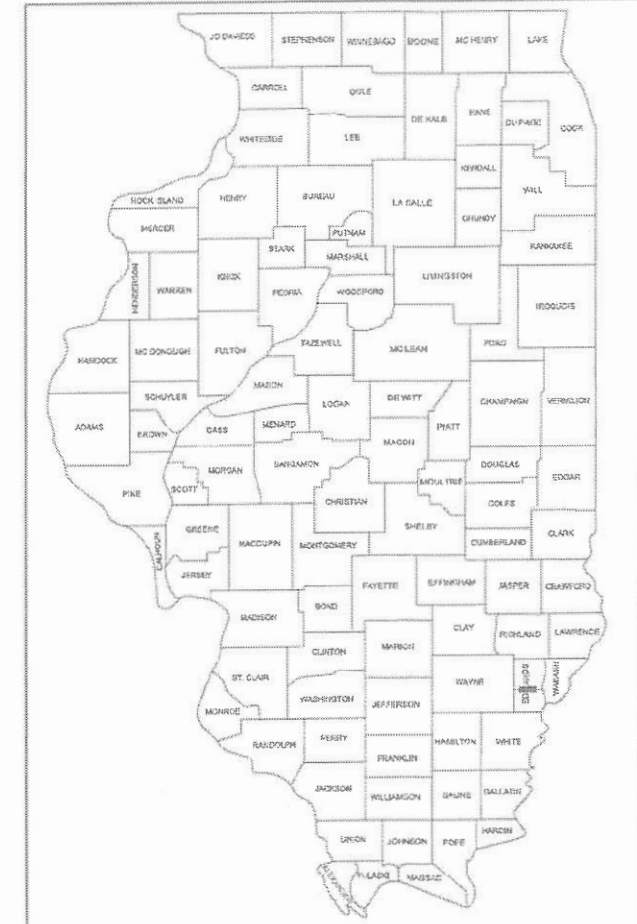 JO DAVIESS STEPHENSON WINNEBAGO BOONE MC HENRY LAKE
CARROLL OGLE
DE KALB KANE DU PAGE COOK
WHITESIDE LEE
KENDALL
WILL
ROCK ISLAND HENRY BUREAU LA SALLE
GRUNDY
MERCER PUTNAM
STARK MARSHALL KANKAKEE
HENDERSON WARREN KNOX PEORIA WOODFORD LIVINGSTON
IROQUOIS
HANCOCK MC DONOUGH FULTON TAZEWELL MC LEAN FORD
MASON
SCHUYLER LOGAN DE WITT CHAMPAIGN VERMILION
ADAMS BROWN CASS MENARD MACON PIATT
MORGAN SANGAMON DOUGLAS EDGAR
PIKE SCOTT CHRISTIAN MOULTRIE
COLES
GREENE MACOUPIN MONTGOMERY SHELBY CUMBERLAND CLARK
CALHOUN
JERSEY FAYETTE EFFINGHAM JASPER CRAWFORD
MADISON BOND
CLAY RICHLAND LAWRENCE
CLINTON MARION
ST. CLAIR WAYNE EDWARDS WABASH
WASHINGTON JEFFERSON
MONROE
RANDOLPH PERRY HAMILTON WHITE
FRANKLIN
JACKSON WILLIAMSON SALINE GALLATIN
HARDIN
UNION JOHNSON POPE
ALEXANDER PULASKI MASSAC